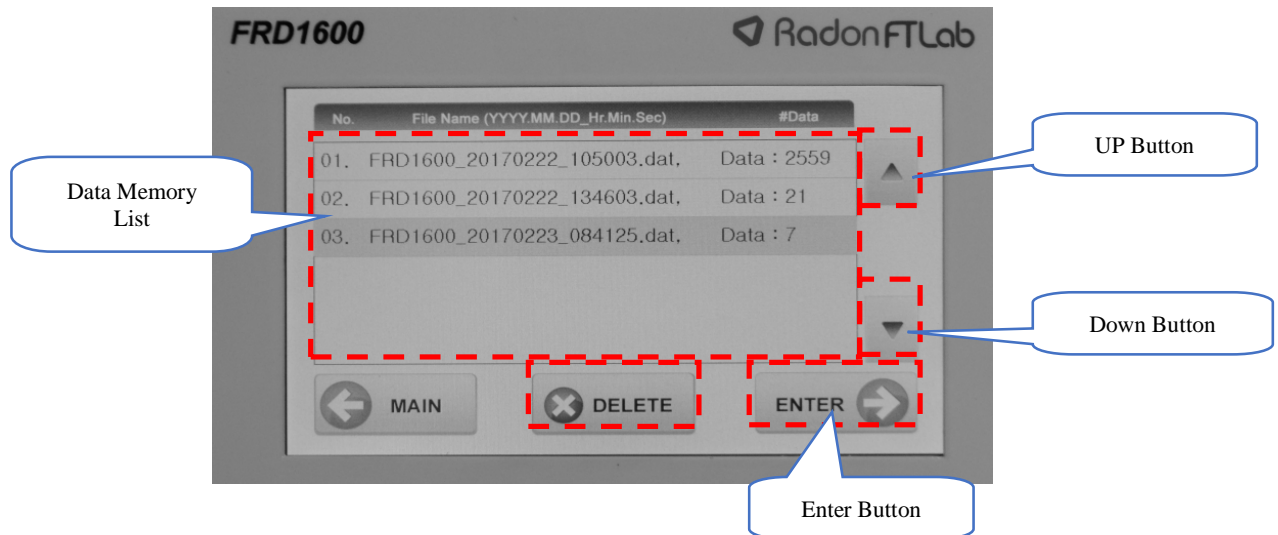 FRD1600
RadonFTLab
No. File Name (YYYY.MM.DD_Hr.Min.Sec) #Data
01. FRD1600_20170222_105003.dat, Data : 2559
02. FRD1600_20170222_134603.dat, Data : 21
03. FRD1600_20170223_084125.dat, Data : 7
MAIN
DELETE
ENTER
Data Memory
List
UP Button
Down Button
Enter Button